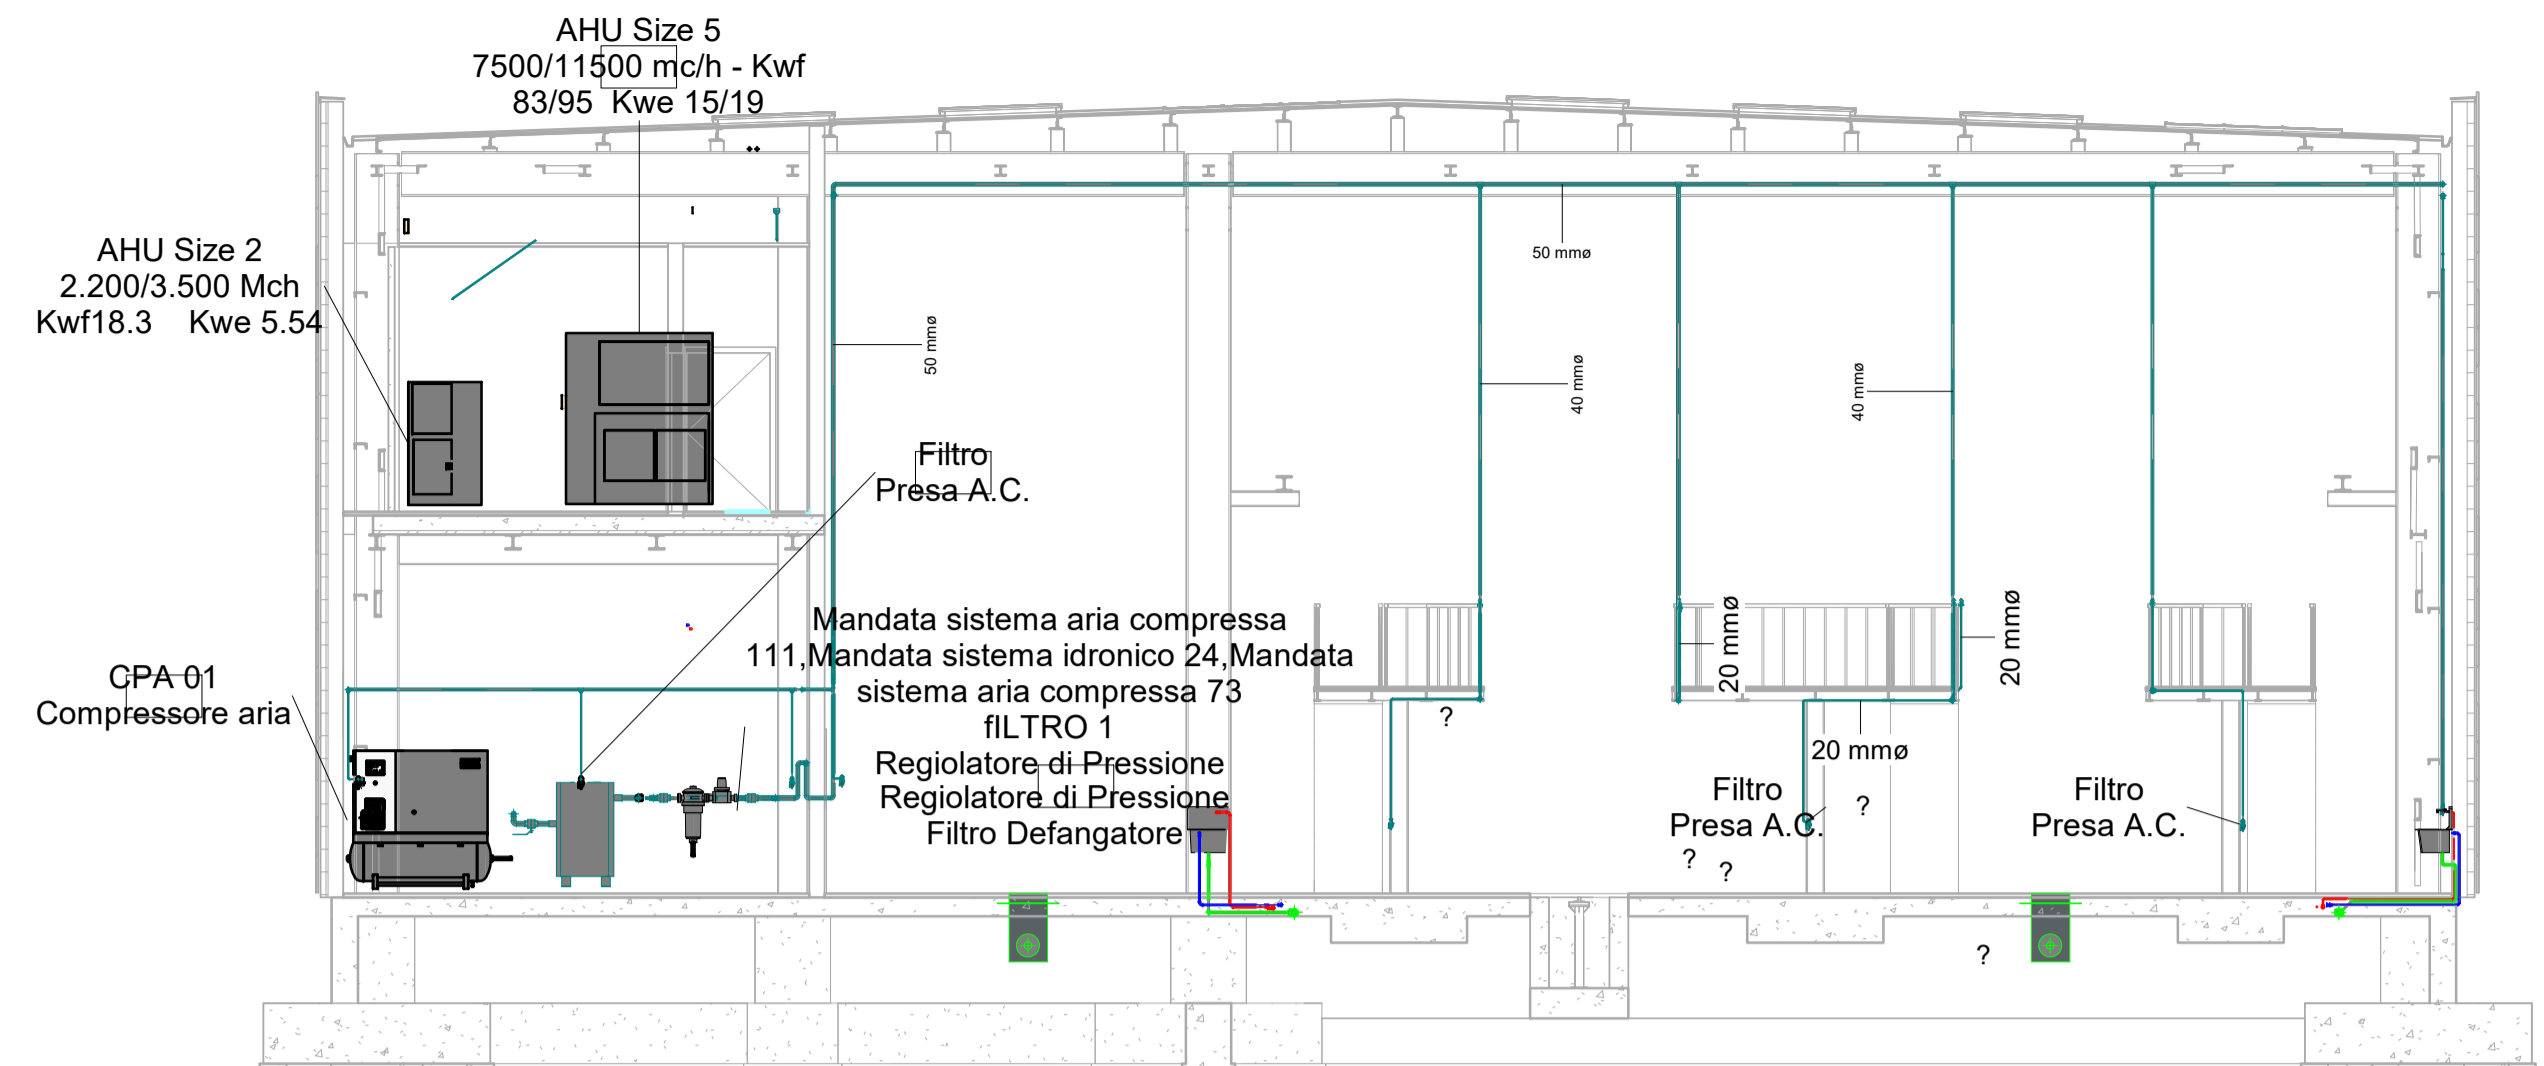 AHU Size 5
7500/11500 mc/h - Kwf
83/95 Kwe 15/19
AHU Size 2
2.200/3.500 Mch
Kwf18.3 Kwe 5.54
50 mmø
50 mmø
40 mmø
40 mmø
Filtro
Presa A.C.
Mandata sistema aria compressa
111,Mandata sistema idronico 24,Mandata
sistema aria compressa 73
fILTRO 1
Regiolatore di Pressione
Regiolatore di Pressione
Filtro Defangatore
CPA 01
Compressore aria
20 mmø
20 mmø
?
20 mmø
Filtro
Presa A.C.
?
?
?
Filtro
Presa A.C.
?